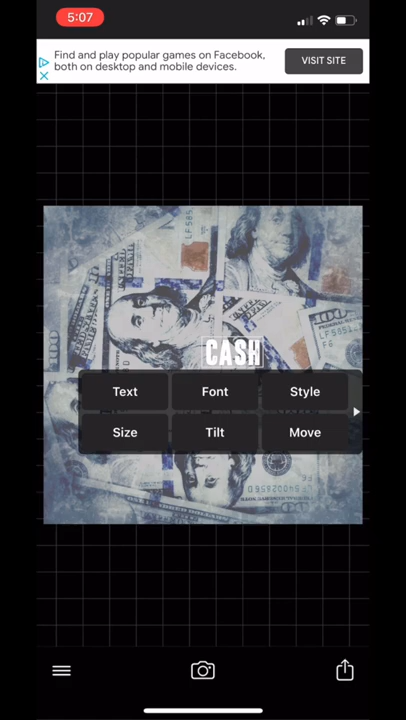 5:07
Find and play popular games on Facebook,
both on desktop and mobile devices.
VISIT SITE
CASH
Text Font Style
Size Tilt Move
100